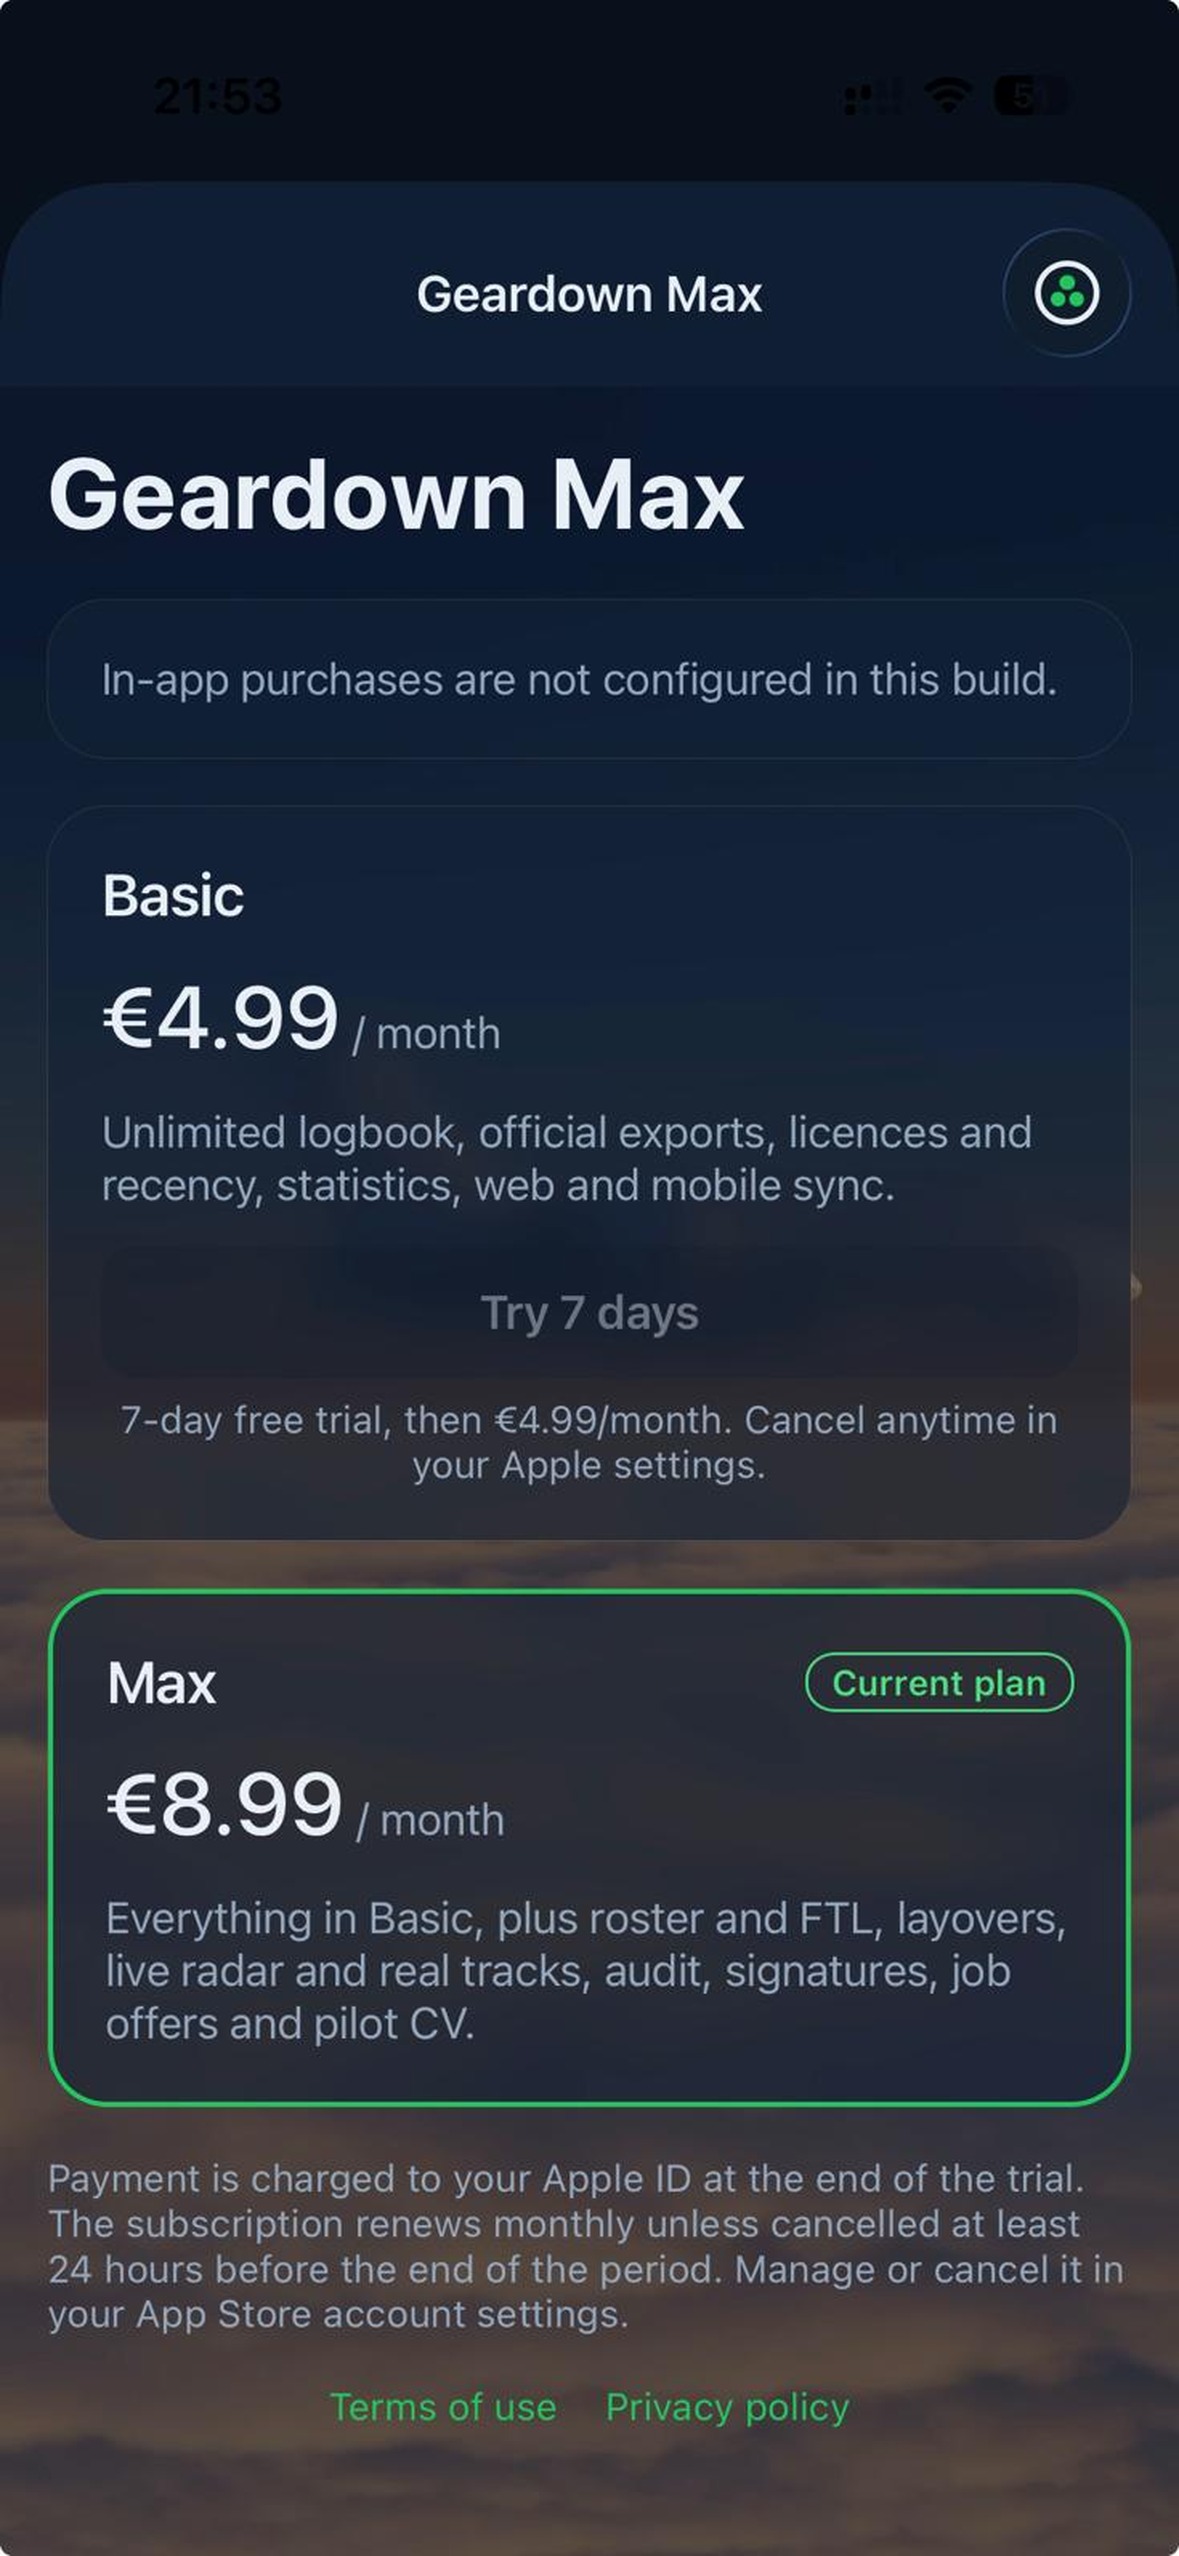 21:53
5
Geardown Max
Geardown Max
In-app purchases are not configured in this build.
Basic
€4.99 / month
Unlimited logbook, official exports, licences and
recency, statistics, web and mobile sync.
Try 7 days
7-day free trial, then €4.99/month. Cancel anytime in
your Apple settings.
Max
Current plan
€8.99 / month
Everything in Basic, plus roster and FTL, layovers,
live radar and real tracks, audit, signatures, job
offers and pilot CV.
Payment is charged to your Apple ID at the end of the trial.
The subscription renews monthly unless cancelled at least
24 hours before the end of the period. Manage or cancel it in
your App Store account settings.
Terms of use Privacy policy